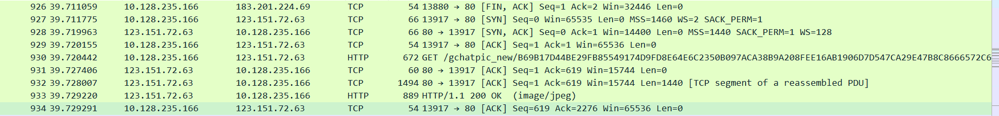 926 39.711059 10.128.235.166 183.201.224.69 TCP 54 13880 → 80 [FIN, ACK] Seq=1 Ack=2 Win=32446 Len=0
927 39.711775 10.128.235.166 123.151.72.63 TCP 66 13917 → 80 [SYN] Seq=0 Win=65535 Len=0 MSS=1460 WS=2 SACK_PERM=1
928 39.719963 123.151.72.63 10.128.235.166 TCP 66 80 → 13917 [SYN, ACK] Seq=0 Ack=1 Win=14400 Len=0 MSS=1440 SACK_PERM=1 WS=128
929 39.720155 10.128.235.166 123.151.72.63 TCP 54 13917 → 80 [ACK] Seq=1 Ack=1 Win=65536 Len=0
930 39.720442 10.128.235.166 123.151.72.63 HTTP 672 GET /gchatpic_new/B69B17D44BE29FB85549174D9FD8E64E6C2350B097ACA38B9A208FEE16AB1906D7D547CA29E47B8C8666572C6
931 39.727406 123.151.72.63 10.128.235.166 TCP 60 80 → 13917 [ACK] Seq=1 Ack=619 Win=15744 Len=0
932 39.728007 123.151.72.63 10.128.235.166 TCP 1494 80 → 13917 [ACK] Seq=1 Ack=619 Win=15744 Len=1440 [TCP segment of a reassembled PDU]
933 39.729220 123.151.72.63 10.128.235.166 HTTP 889 HTTP/1.1 200 OK (image/jpeg)
934 39.729291 10.128.235.166 123.151.72.63 TCP 54 13917 → 80 [ACK] Seq=619 Ack=2276 Win=65536 Len=0